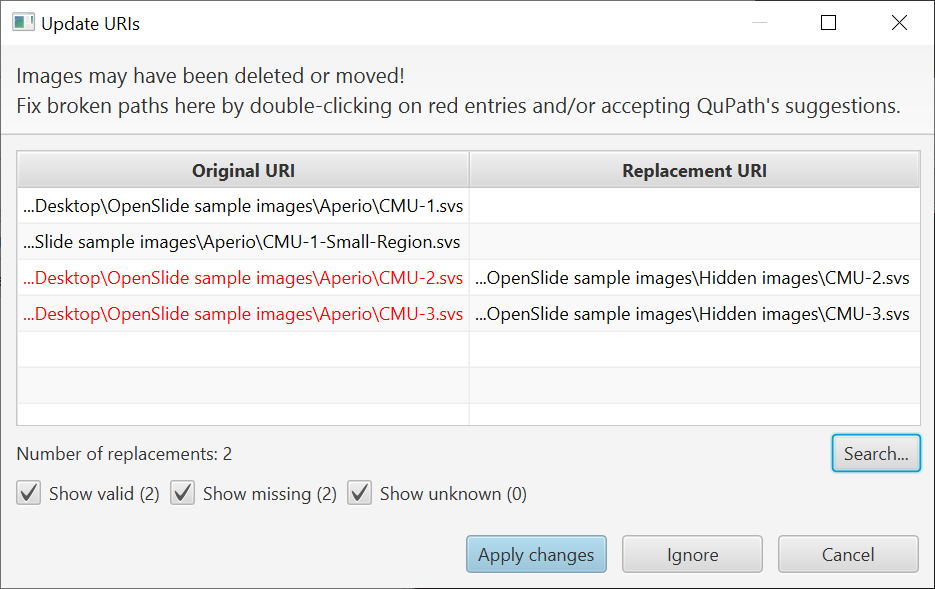 Update URIs
Images may have been deleted or moved!
Fix broken paths here by double-clicking on red entries and/or accepting QuPath's suggestions.
Original URI Replacement URI
...Desktop\OpenSlide sample images\Aperio\CMU-1.svs
...Slide sample images\Aperio\CMU-1-Small-Region.svs
...Desktop\OpenSlide sample images\Aperio\CMU-2.svs ...OpenSlide sample images\Hidden images\CMU-2.svs
...Desktop\OpenSlide sample images\Aperio\CMU-3.svs ...OpenSlide sample images\Hidden images\CMU-3.svs
Number of replacements: 2 Search...
Show valid (2) Show missing (2) Show unknown (0)
Apply changes Ignore Cancel